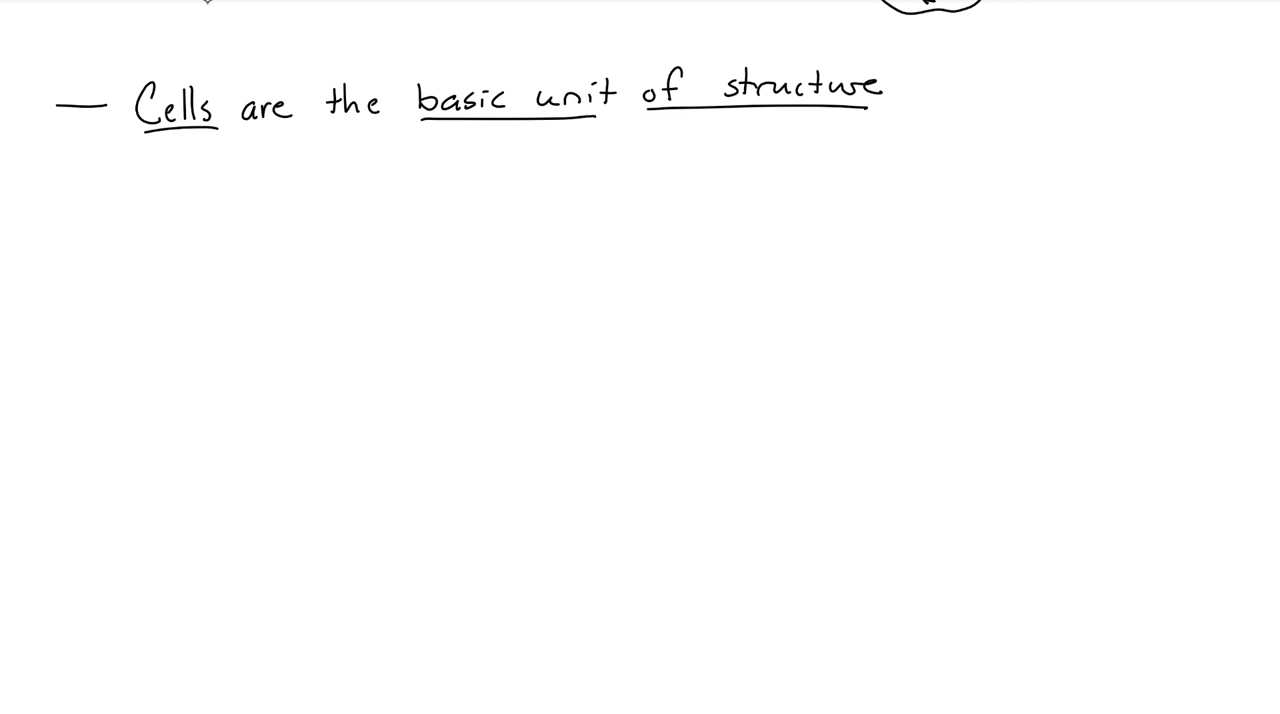 — Cells are the basic unit of structure